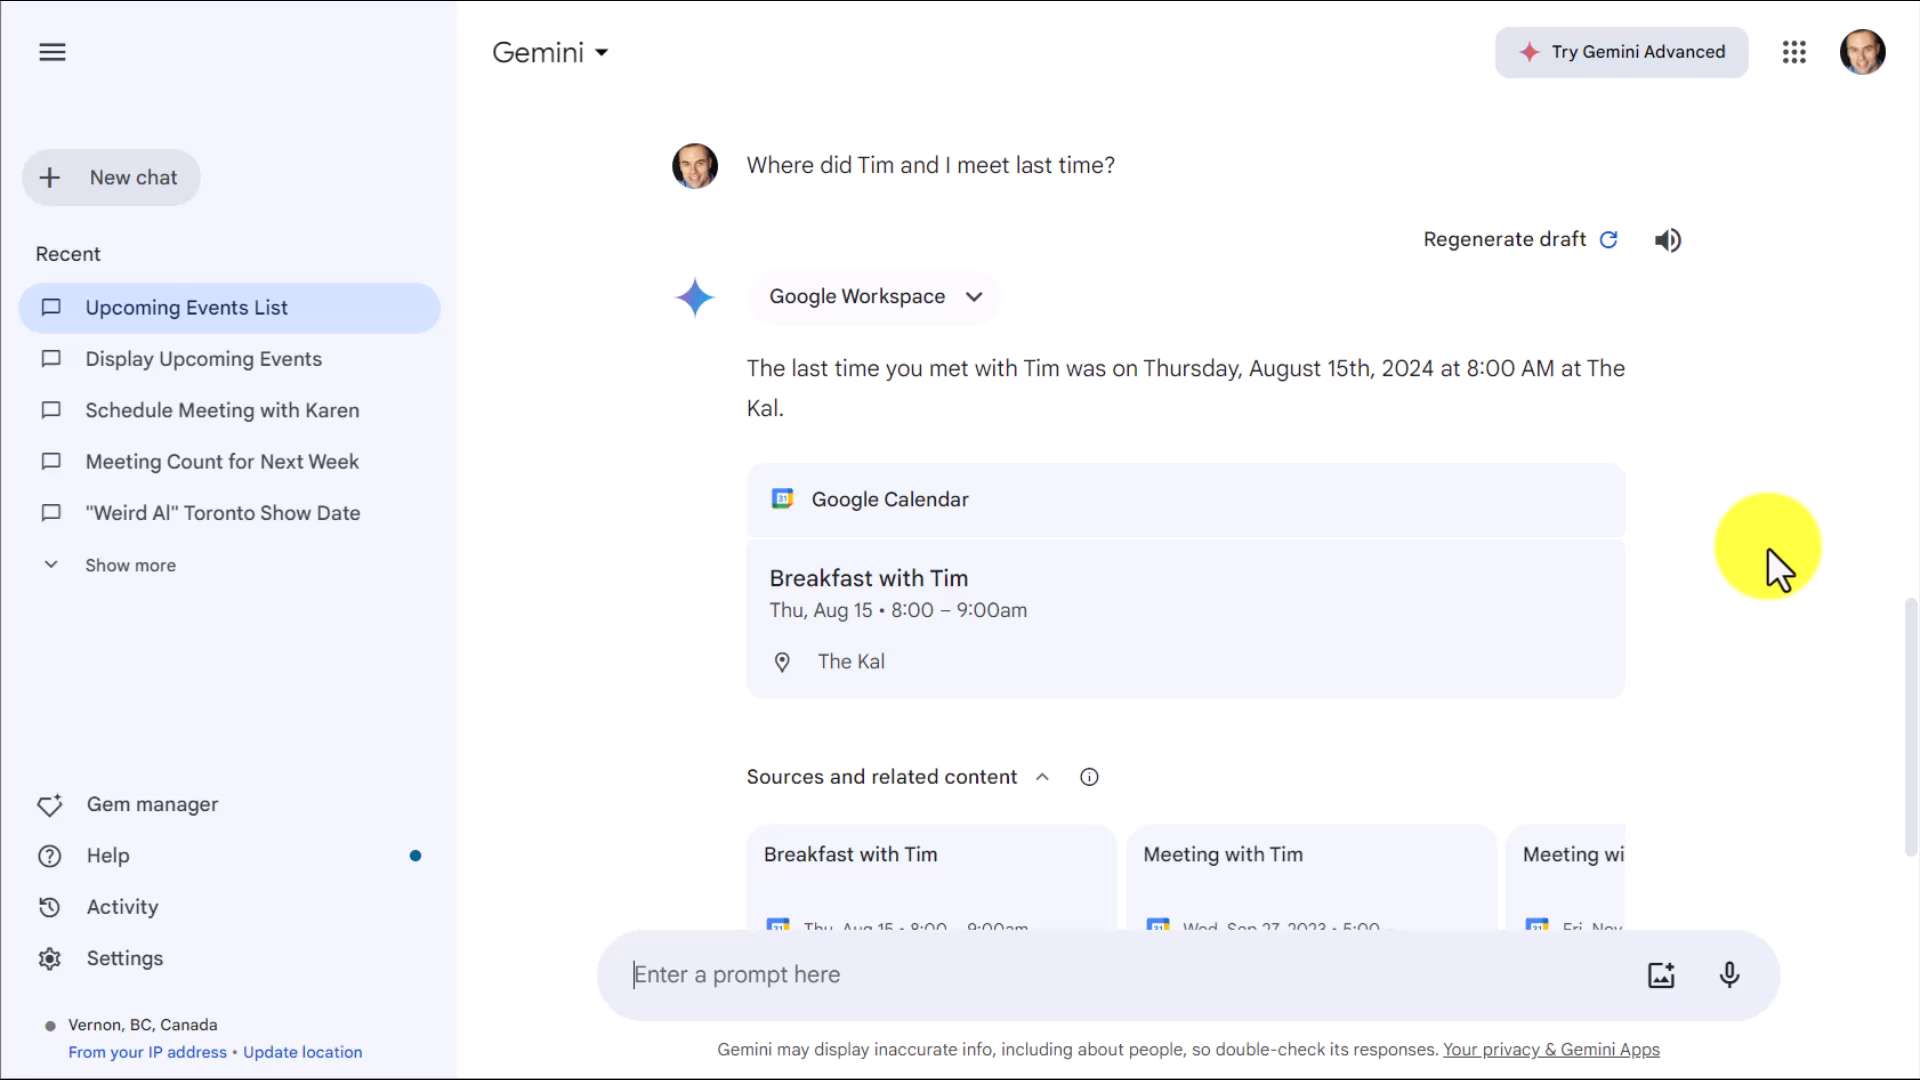 Gemini
Try Gemini Advanced
New chat
Recent
Upcoming Events List
Display Upcoming Events
Schedule Meeting with Karen
Meeting Count for Next Week
"Weird Al" Toronto Show Date
Show more
Gem manager
Help
Activity
Settings
Vernon, BC, Canada
From your IP address • Update location
Where did Tim and I meet last time?
Regenerate draft
Google Workspace
The last time you met with Tim was on Thursday, August 15th, 2024 at 8:00 AM at The
Kal.
31 Google Calendar
Breakfast with Tim
Thu, Aug 15 • 8:00 – 9:00am
The Kal
Sources and related content
Breakfast with Tim
Meeting with Tim
Meeting wi
31 Thu, Aug 15 • 8:00 – 9:00am
31 Wed, Sep 27, 2023 • 5:00 –
31 Fri, Nov
Enter a prompt here
Gemini may display inaccurate info, including about people, so double-check its responses. Your privacy & Gemini Apps